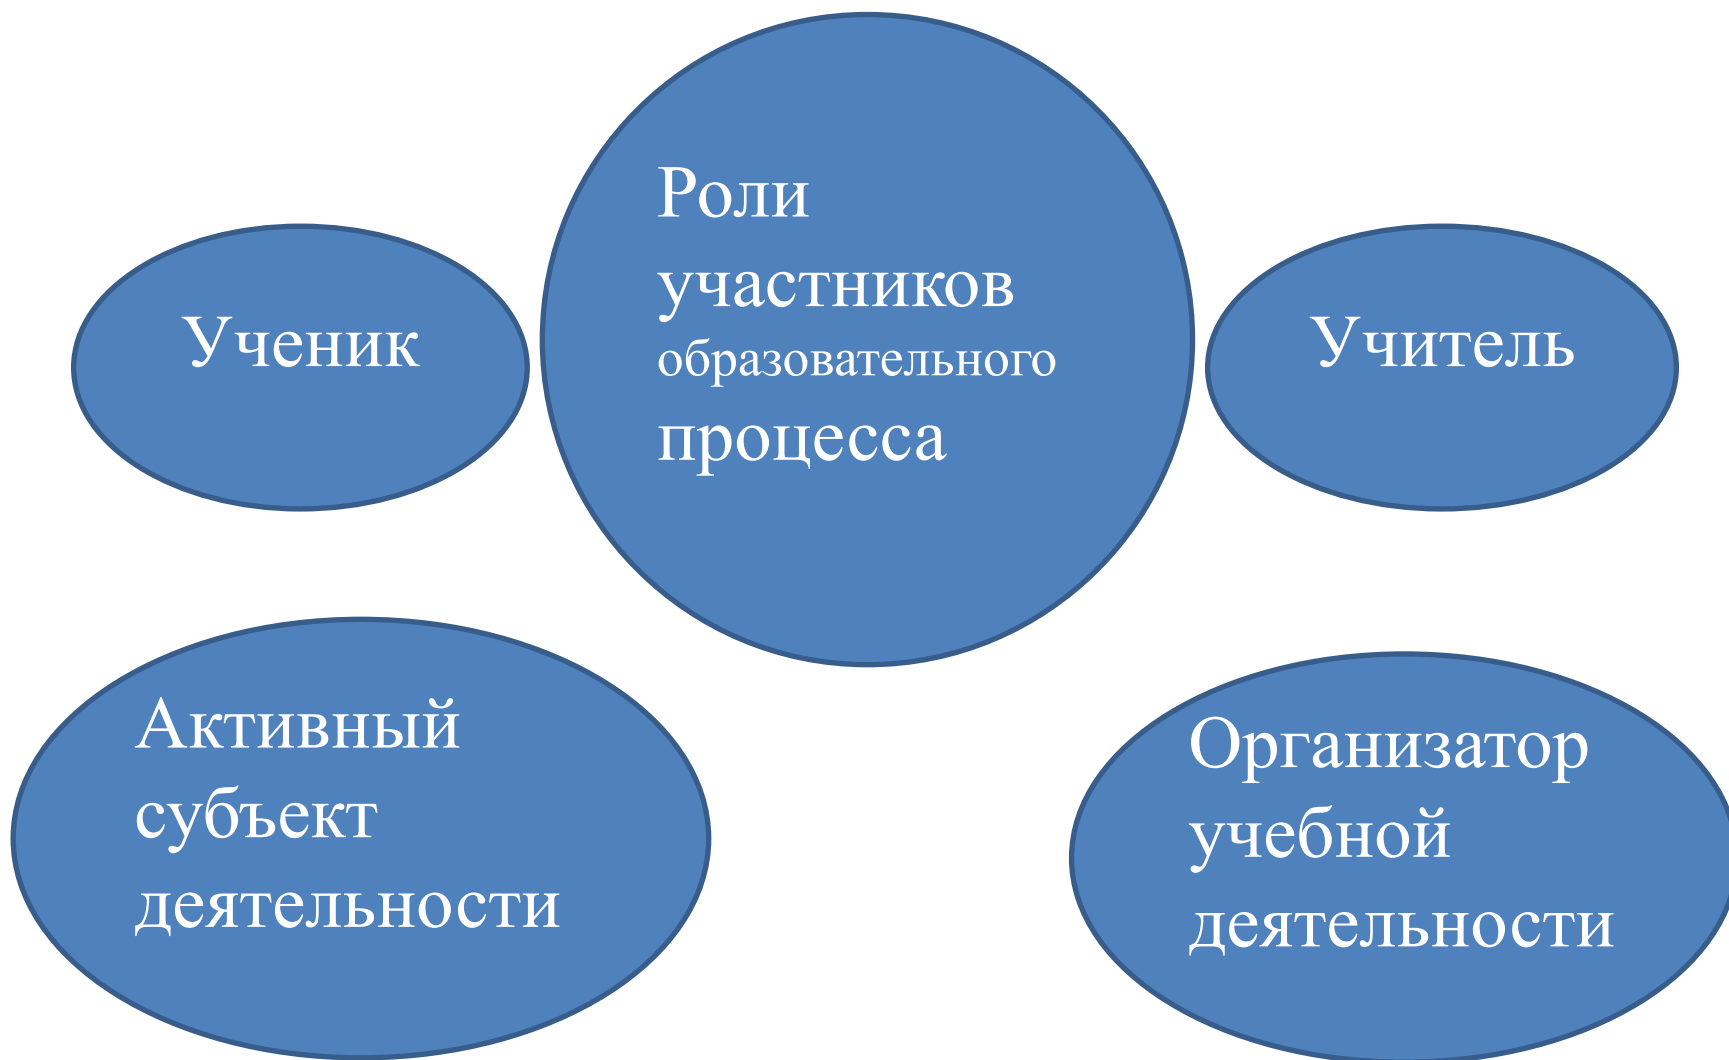 Роли
участников
образовательного
процесса
Ученик
Учитель
Активный
субъект
деятельности
Организатор
учебной
деятельности